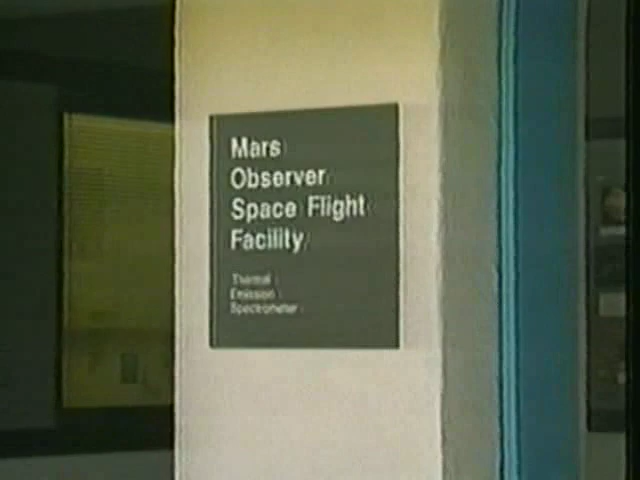 Mars
Observer
Space Flight
Facility
Thermal
Emission
Spectrometer